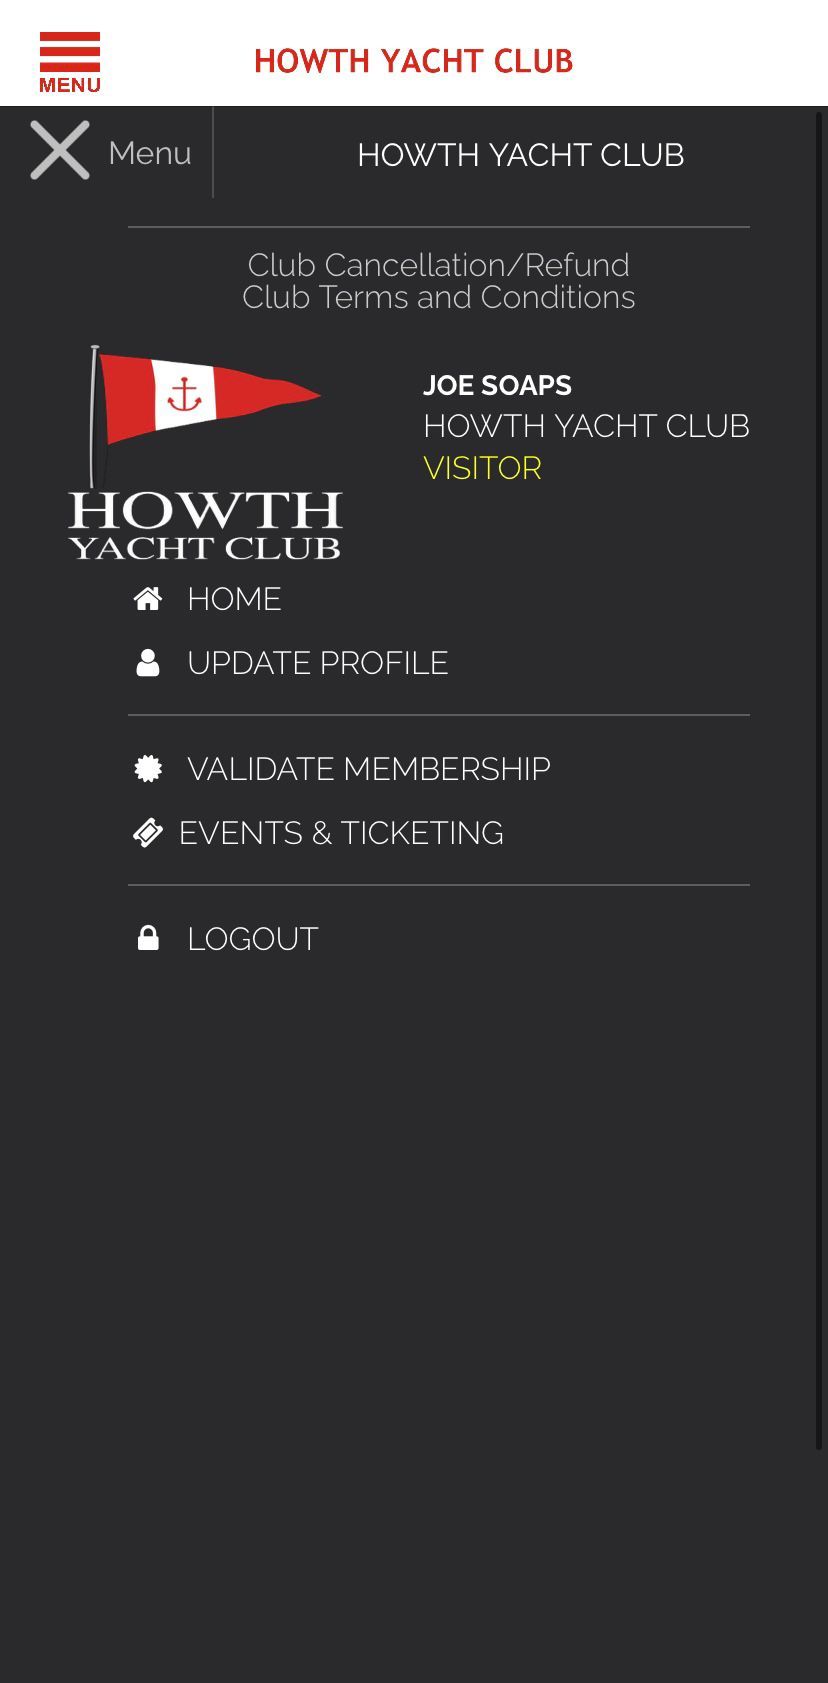 MENU
HOWTH YACHT CLUB
Menu
HOWTH YACHT CLUB
Club Cancellation/Refund
Club Terms and Conditions
HOWTH
YACHT CLUB
JOE SOAPS
HOWTH YACHT CLUB
VISITOR
HOME
UPDATE PROFILE
VALIDATE MEMBERSHIP
EVENTS & TICKETING
LOGOUT